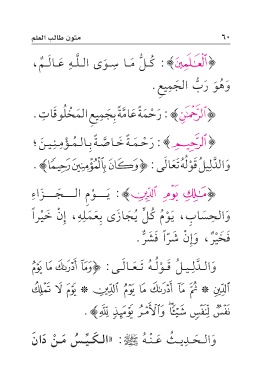 ٦٠ متون طالب العلم
﴿ٱلْعَٰلَمِينَ﴾: كُلُّ مَا سِوَى اللَّهِ عَالَمٌ،
وَهُوَ رَبُّ الْجَمِيعِ.
﴿ٱلرَّحْمَٰنِ﴾: رَحْمَةً عَامَّةً بِجَمِيعِ المَخْلُوقَاتِ.
﴿ٱلرَّحِيمِ﴾: رَحْمَةً خَاصَّةً بِالمُؤْمِنِينَ؛
وَالدَّلِيلُ قَوْلُهُ تَعَالَى: ﴿وَكَانَ بِٱلْمُؤْمِنِينَ رَحِيمًا﴾.
﴿مَٰلِكِ يَوْمِ ٱلدِّينِ﴾: يَوْمِ الجَزَاءِ
وَالحِسَابِ، يَوْمُ كُلٌّ يُجَازَى بِعَمَلِهِ، إِنْ خَيْراً
فَخَيْرٌ، وَإِنْ شَرّاً فَشَرٌّ.
وَالدَّلِيلُ قَوْلُهُ تَعَالَى: ﴿وَمَآ أَدْرَىٰكَ مَا يَوْمُ
ٱلدِّينِ * ثُمَّ مَآ أَدْرَىٰكَ مَا يَوْمُ ٱلدِّينِ * يَوْمَ لَا تَمْلِكُ
نَفْسٌ لِّنَفْسٍ شَيْـًٔا وَٱلْأَمْرُ يَوْمَئِذٍ لِّلَّهِ﴾.
وَالحَدِيثُ عَنْهُ ﷺ: «الكَيِّسُ مَنْ دَانَ